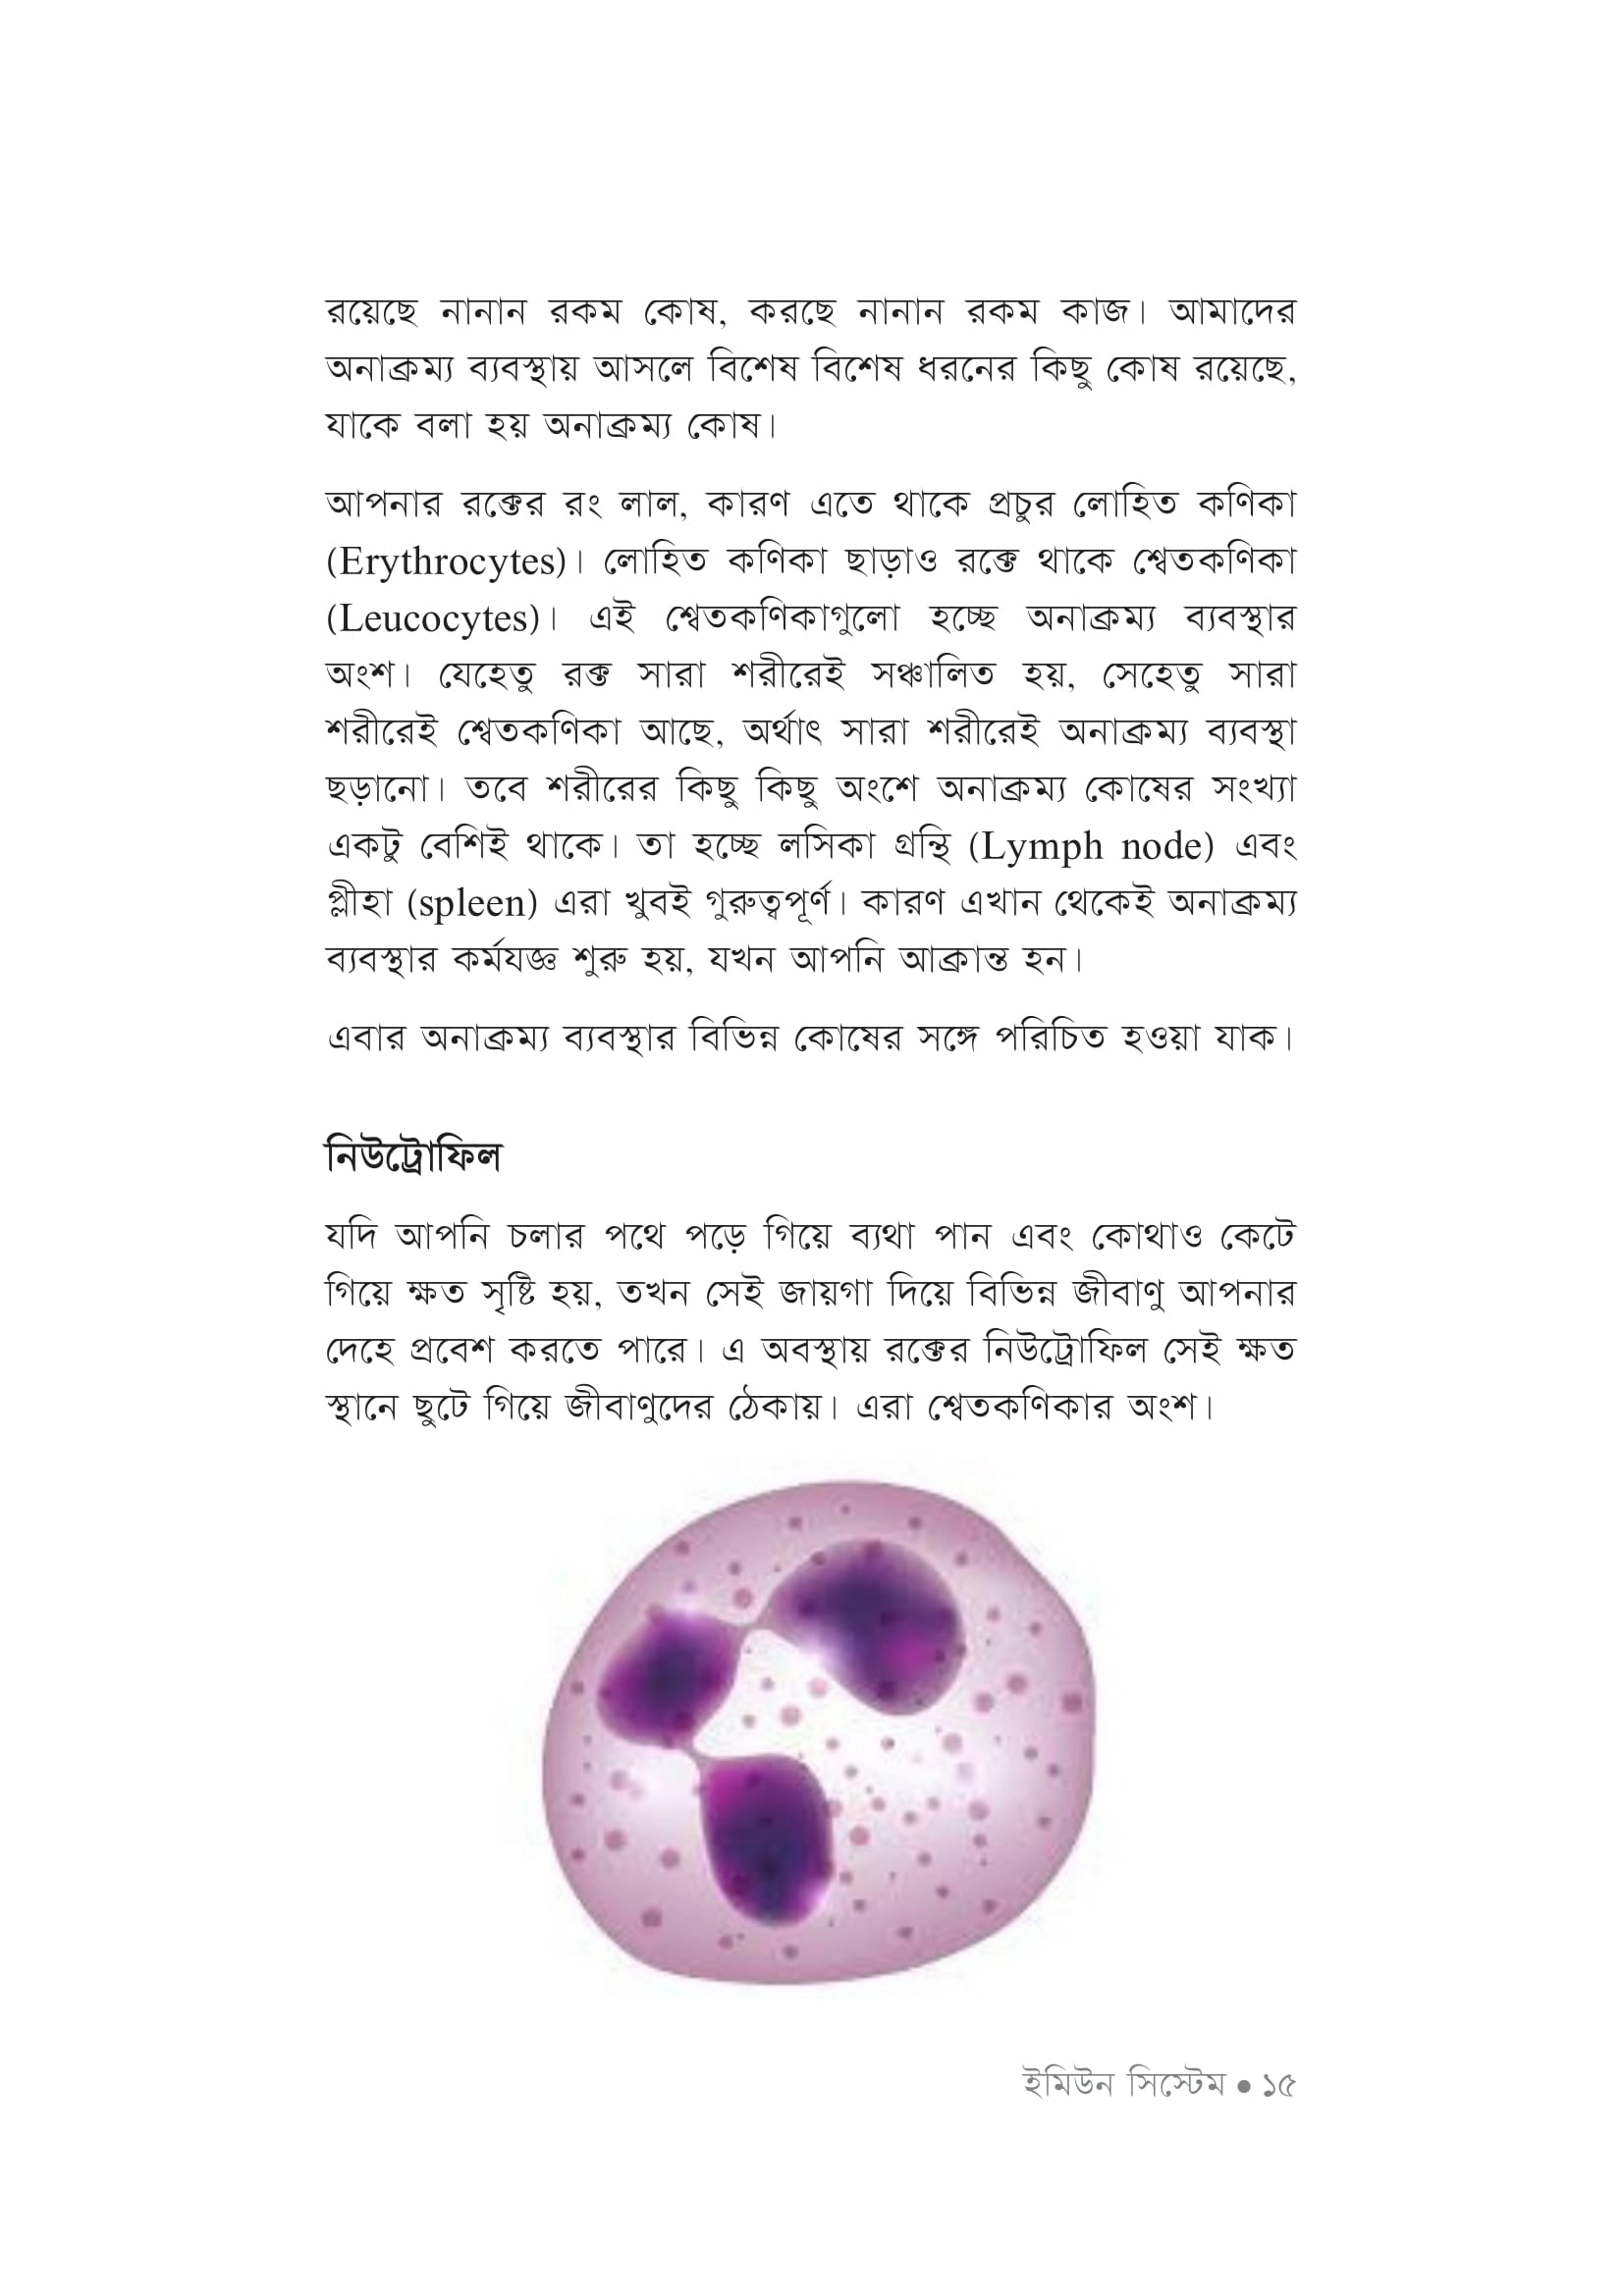 রয়েছে নানান রকম কোষ, করছে নানান রকম কাজ। আমাদের
অনাক্রম্য ব্যবস্থায় আসলে বিশেষ বিশেষ ধরনের কিছু কোষ রয়েছে,
যাকে বলা হয় অনাক্রম্য কোষ।
আপনার রক্তের রং লাল, কারণ এতে থাকে প্রচুর লোহিত কণিকা
(Erythrocytes)। লোহিত কণিকা ছাড়াও রক্তে থাকে শ্বেতকণিকা
(Leucocytes)। এই শ্বেতকণিকাগুলো হচ্ছে অনাক্রম্য ব্যবস্থার
অংশ। যেহেতু রক্ত সারা শরীরেই সঞ্চালিত হয়, সেহেতু সারা
শরীরেই শ্বেতকণিকা আছে, অর্থাৎ সারা শরীরেই অনাক্রম্য ব্যবস্থা
ছড়ানো। তবে শরীরের কিছু কিছু অংশে অনাক্রম্য কোষের সংখ্যা
একটু বেশিই থাকে। তা হচ্ছে লসিকা গ্রন্থি (Lymph node) এবং
প্লীহা (spleen) এরা খুবই গুরুত্বপূর্ণ। কারণ এখান থেকেই অনাক্রম্য
ব্যবস্থার কর্মযজ্ঞ শুরু হয়, যখন আপনি আক্রান্ত হন।
এবার অনাক্রম্য ব্যবস্থার বিভিন্ন কোষের সঙ্গে পরিচিত হওয়া যাক।
নিউট্রোফিল
যদি আপনি চলার পথে পড়ে গিয়ে ব্যথা পান এবং কোথাও কেটে
গিয়ে ক্ষত সৃষ্টি হয়, তখন সেই জায়গা দিয়ে বিভিন্ন জীবাণু আপনার
দেহে প্রবেশ করতে পারে। এ অবস্থায় রক্তের নিউট্রোফিল সেই ক্ষত
স্থানে ছুটে গিয়ে জীবাণুদের ঠেকায়। এরা শ্বেতকণিকার অংশ।
ইমিউন সিস্টেম ● ১৫